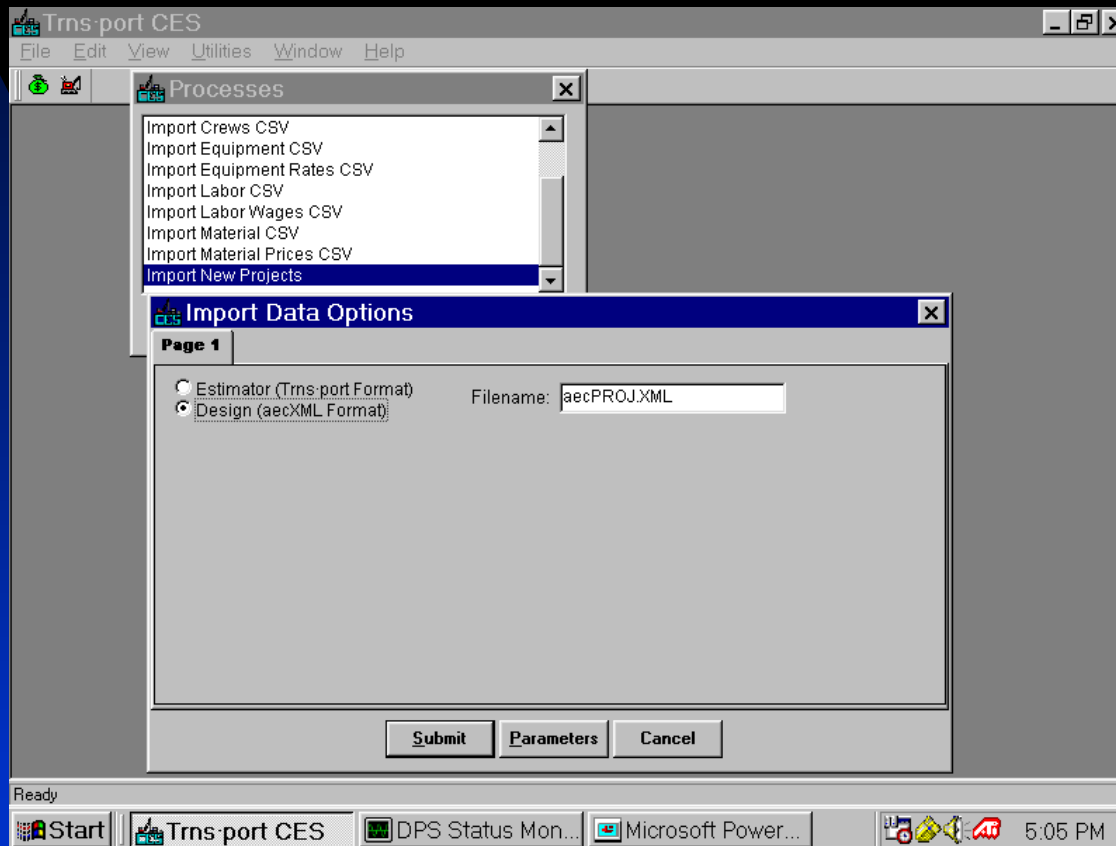 Trns·port CES
File Edit View Utilities Window Help
Processes
Import Crews CSV
Import Equipment CSV
Import Equipment Rates CSV
Import Labor CSV
Import Labor Wages CSV
Import Material CSV
Import Material Prices CSV
Import New Projects
Import Data Options
Page 1
Estimator (Trns·port Format)
Design (aecXML Format)
Filename: aecPROJ.XML
Submit Parameters Cancel
Ready
Start Trns·port CES DPS Status Mon... Microsoft Power... 5:05 PM